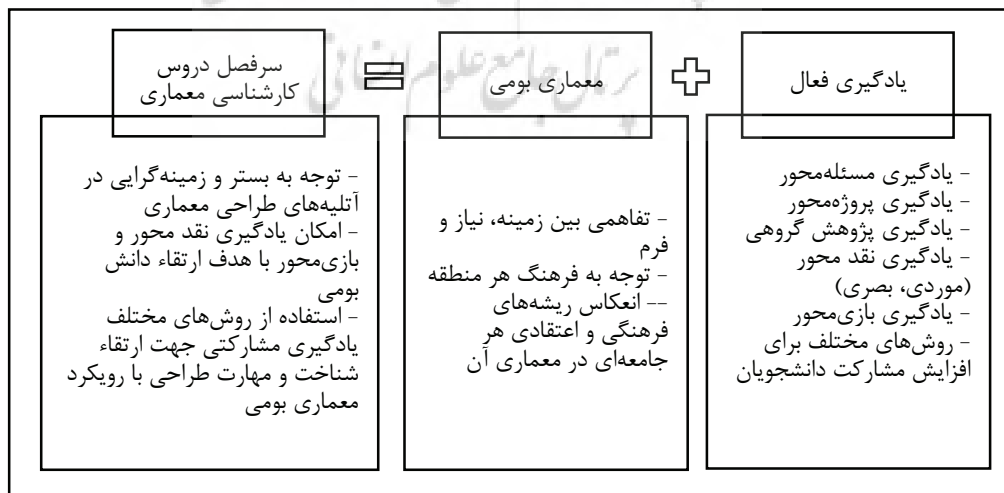 یادگیری فعال
- یادگیری مسئله‌محور
- یادگیری پروژه‌محور
- یادگیری پژوهش گروهی
- یادگیری نقد محور
(موردی، بصری)
- یادگیری بازی‌محور
- روش‌های مختلف برای
افزایش مشارکت دانشجویان
معماری بومی
- تفاهمی بین زمینه، نیاز و
فرم
- توجه به فرهنگ هر منطقه
-- انعکاس ریشه‌های
فرهنگی و اعتقادی هر
جامعه‌ای در معماری آن
سرفصل دروس
کارشناسی معماری
- توجه به بستر و زمینه‌گرایی در
آتلیه‌های طراحی معماری
- امکان یادگیری نقد محور و
بازی‌محور با هدف ارتقاء دانش
بومی
- استفاده از روش‌های مختلف
یادگیری مشارکتی جهت ارتقاء
شناخت و مهارت طراحی با رویکرد
معماری بومی
پرتال جامع علوم انسانی